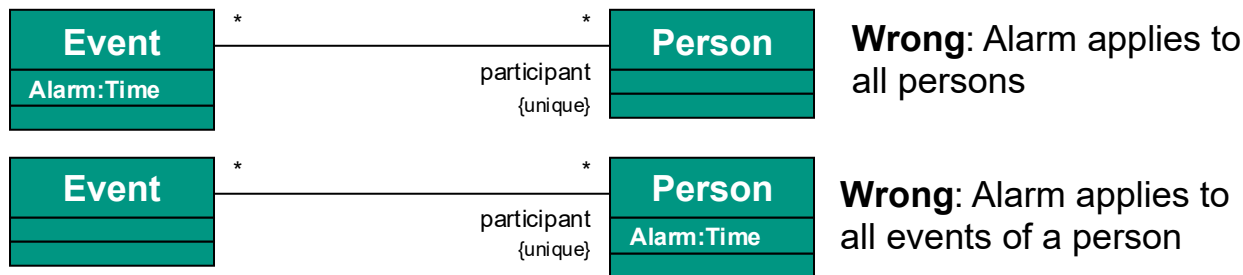 * *
Event Person
Wrong: Alarm applies to
all persons
Alarm:Time
participant
{unique}
* *
Event Person
Wrong: Alarm applies to
all events of a person
participant
{unique}
Alarm:Time